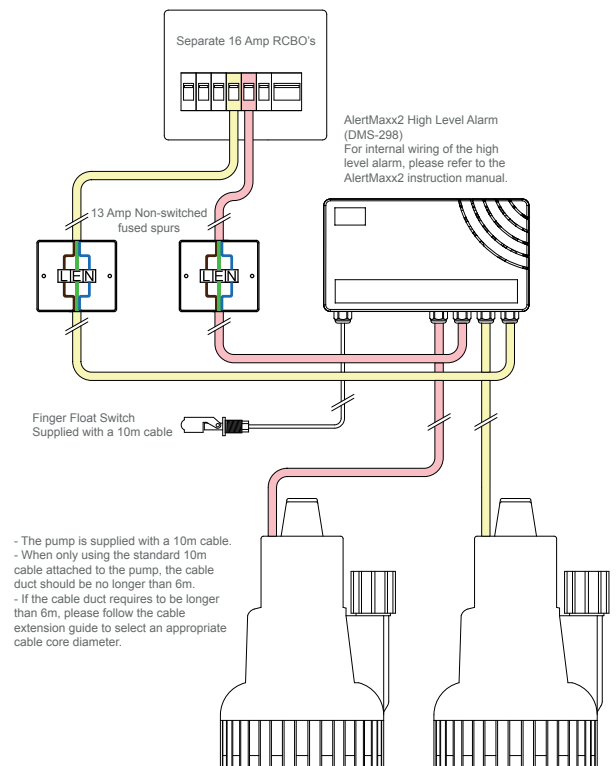 Separate 16 Amp RCBO's
AlertMaxx2 High Level Alarm
(DMS-298)
For internal wiring of the high
level alarm, please refer to the
AlertMaxx2 instruction manual.
13 Amp Non-switched
fused spurs
L E N
L E N
Finger Float Switch
Supplied with a 10m cable
- The pump is supplied with a 10m cable.
- When only using the standard 10m
cable attached to the pump, the cable
duct should be no longer than 6m.
- If the cable duct requires to be longer
than 6m, please follow the cable
extension guide to select an appropriate
cable core diameter.